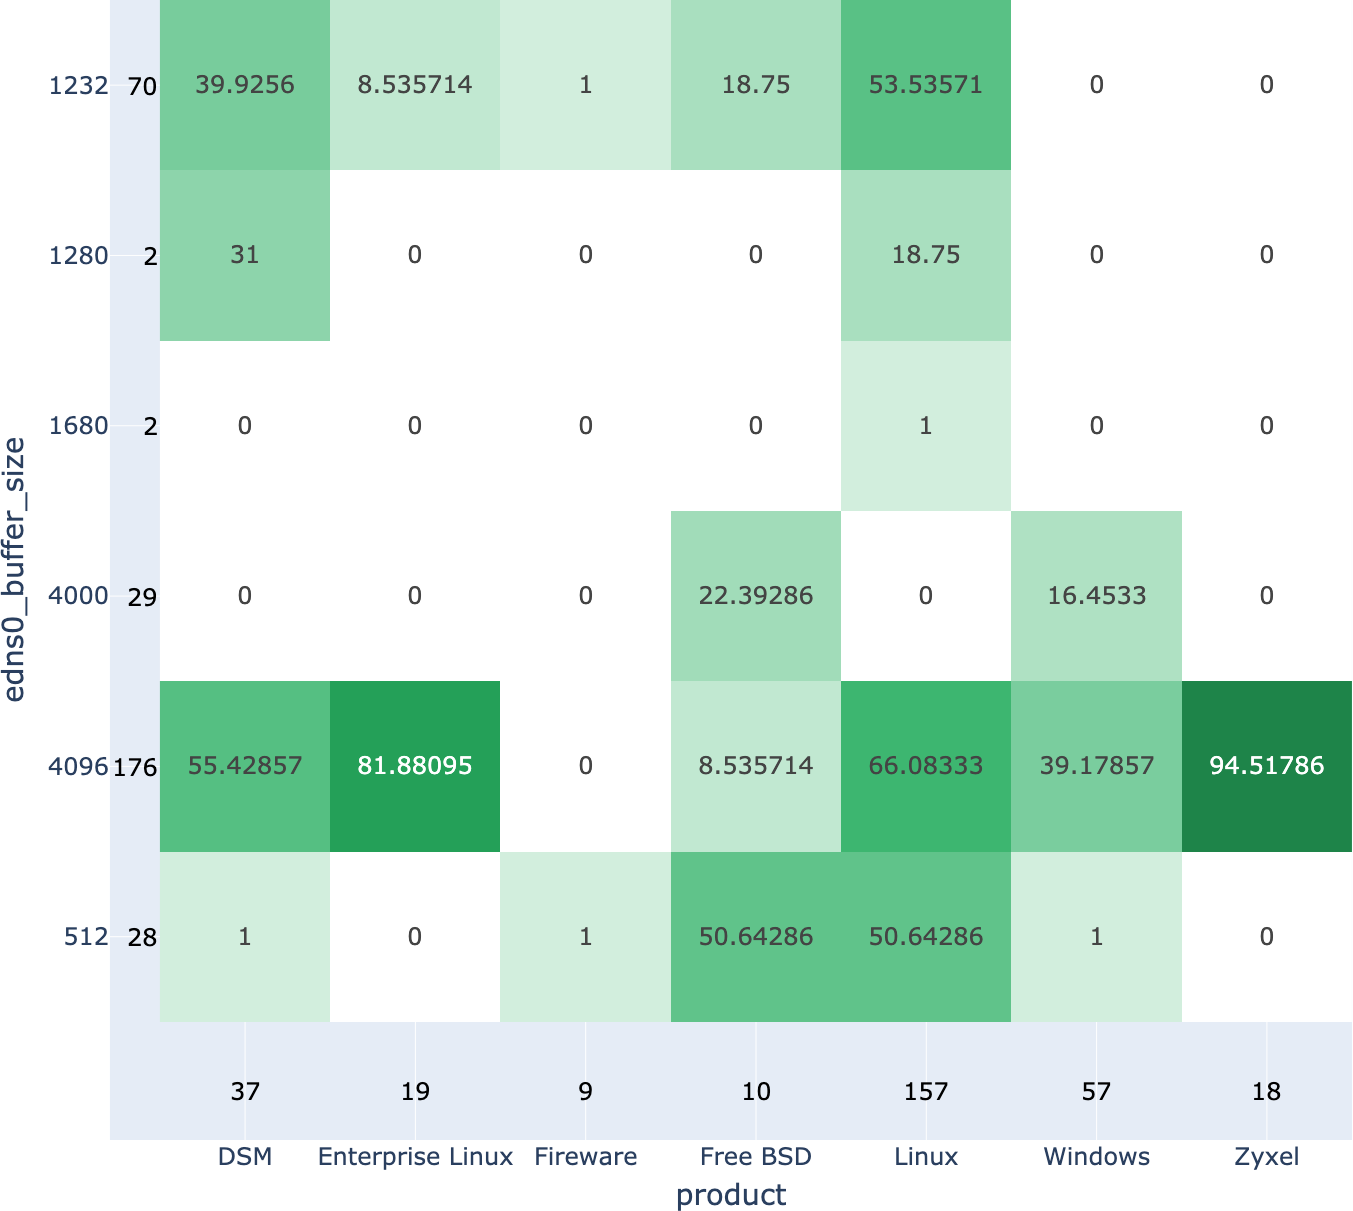 1232 70 39.9256 8.535714 1 18.75 53.53571 0 0
1280 2 31 0 0 0 18.75 0 0
1680 2 0 0 0 0 1 0 0
4000 29 0 0 0 22.39286 0 16.4533 0
4096 176 55.42857 81.88095 0 8.535714 66.08333 39.17857 94.51786
512 28 1 0 1 50.64286 50.64286 1 0
edns0_buffer_size
37 19 9 10 157 57 18
DSM Enterprise Linux Fireware Free BSD Linux Windows Zyxel
product